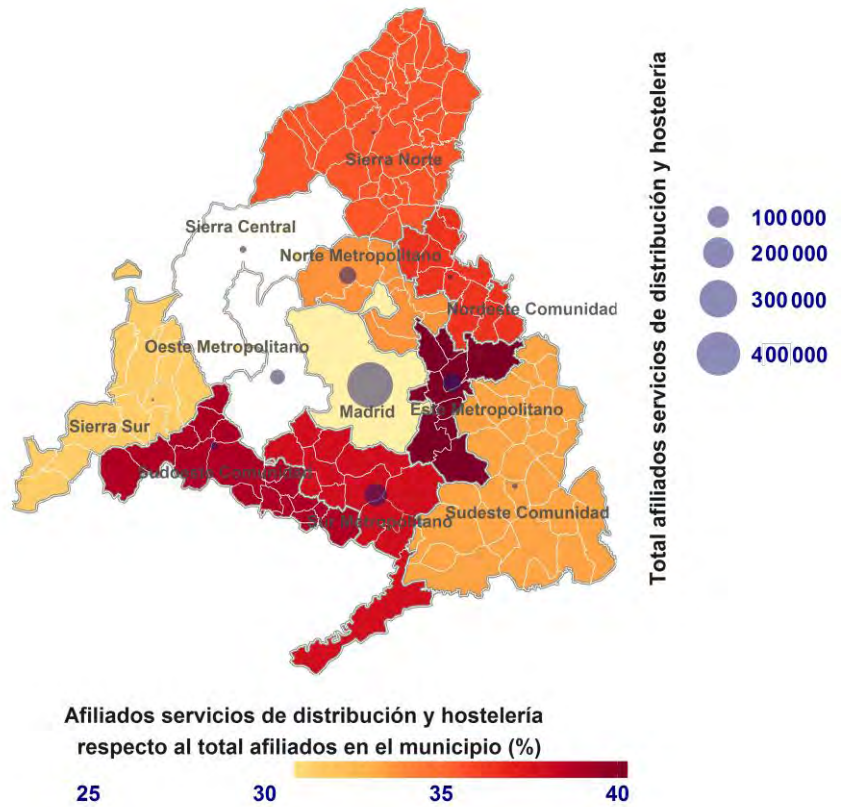 Sierra Norte
Sierra Central
Norte Metropolitano
Nordeste Comunidad
Oeste Metropolitano
Madrid
Este Metropolitano
Sierra Sur
Sudoeste Comunidad
Sur Metropolitano
Sudeste Comunidad
Total afiliados servicios de distribución y hostelería
100 000
200 000
300 000
400 000
Afiliados servicios de distribución y hostelería
respecto al total afiliados en el municipio (%)
25 30 35 40